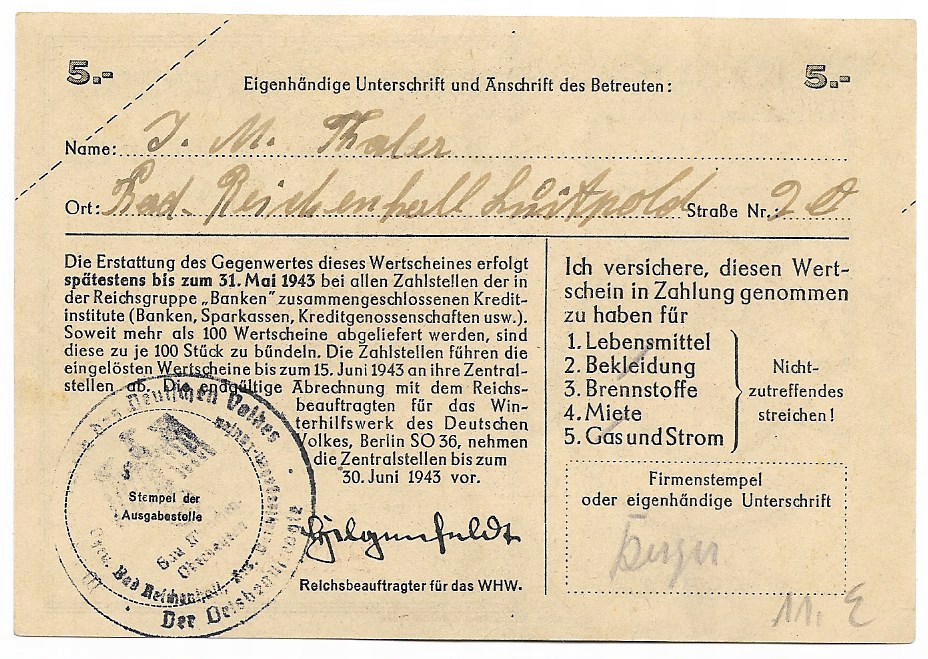 5.-
5.-
Eigenhändige Unterschrift und Anschrift des Betreuten:
Name: J. M. Thaler
Ort: Bad. Reichenhall Luitpold Straße Nr. 20
Die Erstattung des Gegenwertes dieses Wertscheines erfolgt
spätestens bis zum 31. Mai 1943 bei allen Zahlstellen der in
der Reichsgruppe „Banken" zusammengeschlossenen Kredit-
institute (Banken, Sparkassen, Kreditgenossenschaften usw.).
Soweit mehr als 100 Wertscheine abgeliefert werden, sind
diese zu je 100 Stück zu bündeln. Die Zahlstellen führen die
eingelösten Wertscheine bis zum 15. Juni 1943 an ihre Zentral-
stellen ab. Die endgültige Abrechnung mit dem Reichs-
beauftragten für das Win-
terhilfswerk des Deutschen
Volkes, Berlin SO 36, nehmen
die Zentralstellen bis zum
30. Juni 1943 vor.
Hilgenfeldt
Reichsbeauftragter für das WHW.
des Deutschen Volkes
Stempel der
Ausgabestelle
Gau
Bad Reichenhall
Der
Ich versichere, diesen Wert-
schein in Zahlung genommen
zu haben für
1. Lebensmittel
2. Bekleidung
3. Brennstoffe
4. Miete
5. Gas und Strom
Nicht-
zutreffendes
streichen!
Firmenstempel
oder eigenhändige Unterschrift
Berger
11. E